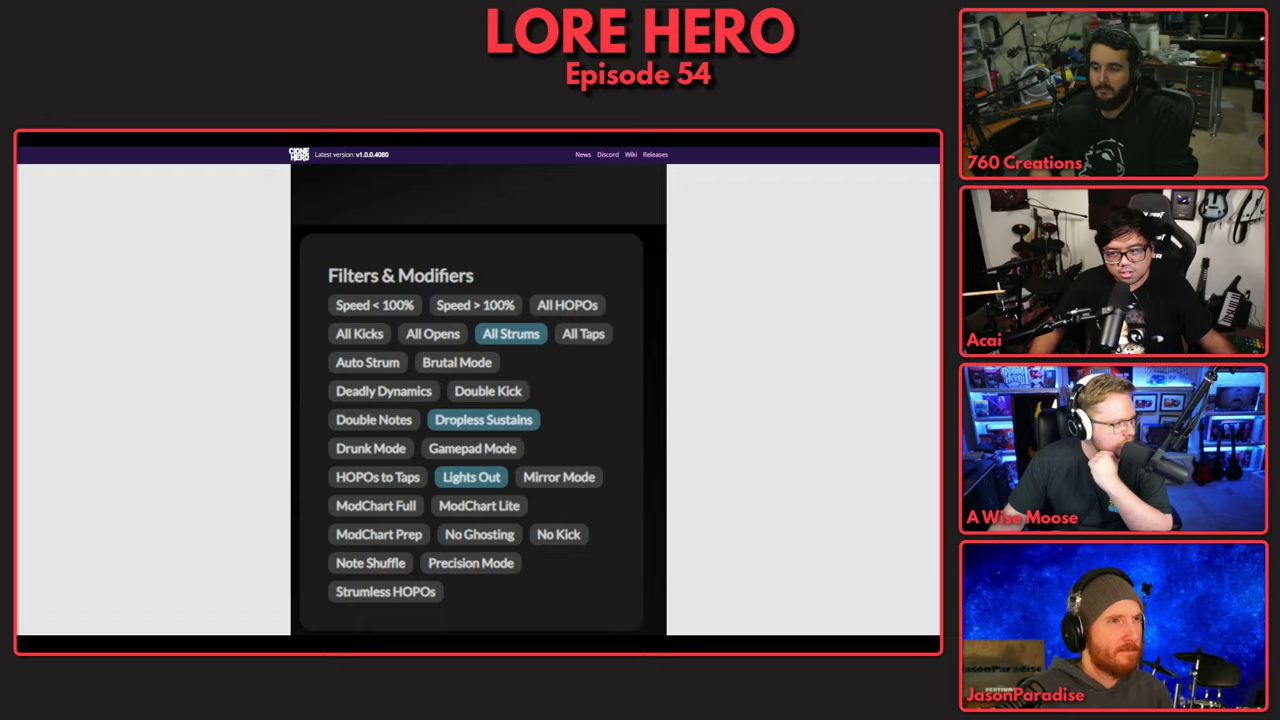 LORE HERO
Episode 54
CLONE HERO Latest version: v1.0.0.4080 News Discord Wiki Releases
Filters & Modifiers
Speed < 100% Speed > 100% All HOPOs
All Kicks All Opens All Strums All Taps
Auto Strum Brutal Mode
Deadly Dynamics Double Kick
Double Notes Dropless Sustains
Drunk Mode Gamepad Mode
HOPOs to Taps Lights Out Mirror Mode
ModChart Full ModChart Lite
ModChart Prep No Ghosting No Kick
Note Shuffle Precision Mode
Strumless HOPOs
760 Creations
Acai
A Wise Moose
JasonParadise